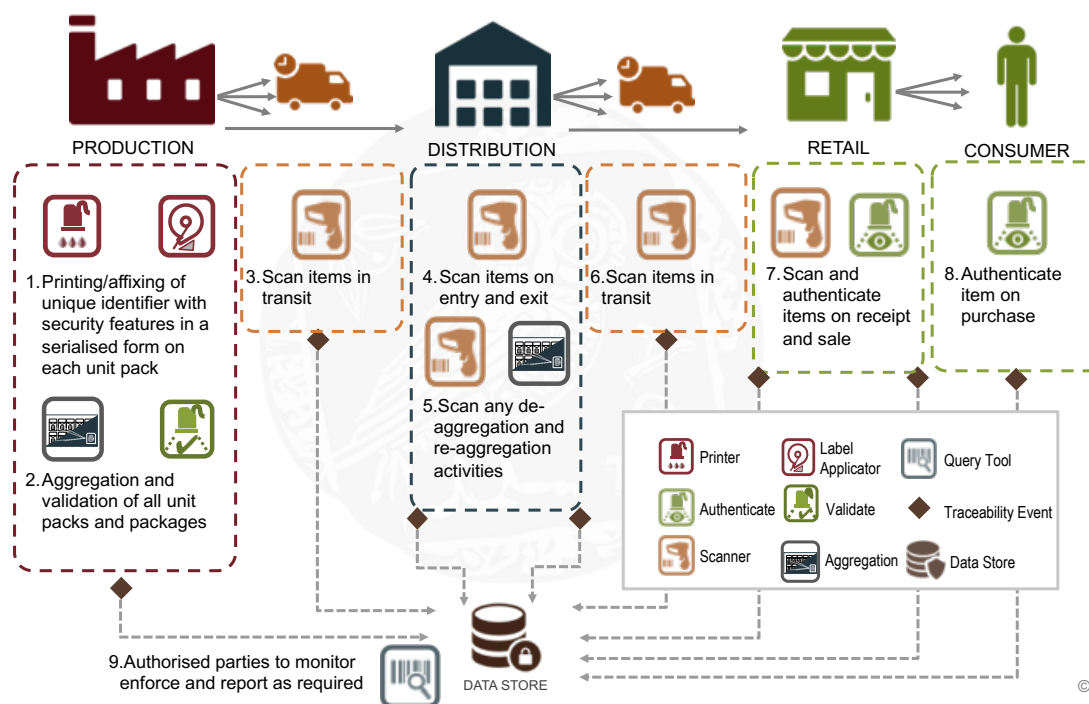 PRODUCTION
DISTRIBUTION
RETAIL
CONSUMER
1.Printing/affixing of
unique identifier with
security features in a
serialised form on
each unit pack
2.Aggregation and
validation of all unit
packs and packages
3.Scan items in
transit
4.Scan items on
entry and exit
5.Scan any de-
aggregation and
re-aggregation
activities
6.Scan items in
transit
7.Scan and
authenticate
items on receipt
and sale
8.Authenticate
item on
purchase
Printer
Label
Applicator
Query Tool
Authenticate
Validate
Traceability Event
Scanner
Aggregation
Data Store
9.Authorised parties to monitor
enforce and report as required
DATA STORE
©